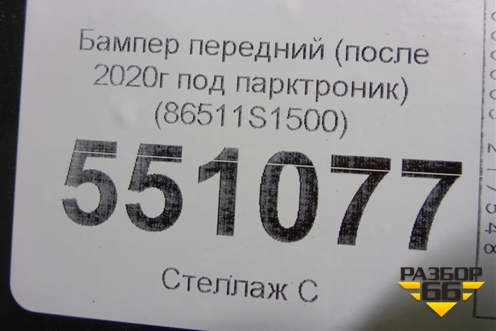 Бампер передний (после
2020г под парктроник)
(86511S1500)
551077
Стеллаж С
РАЗБОР
66